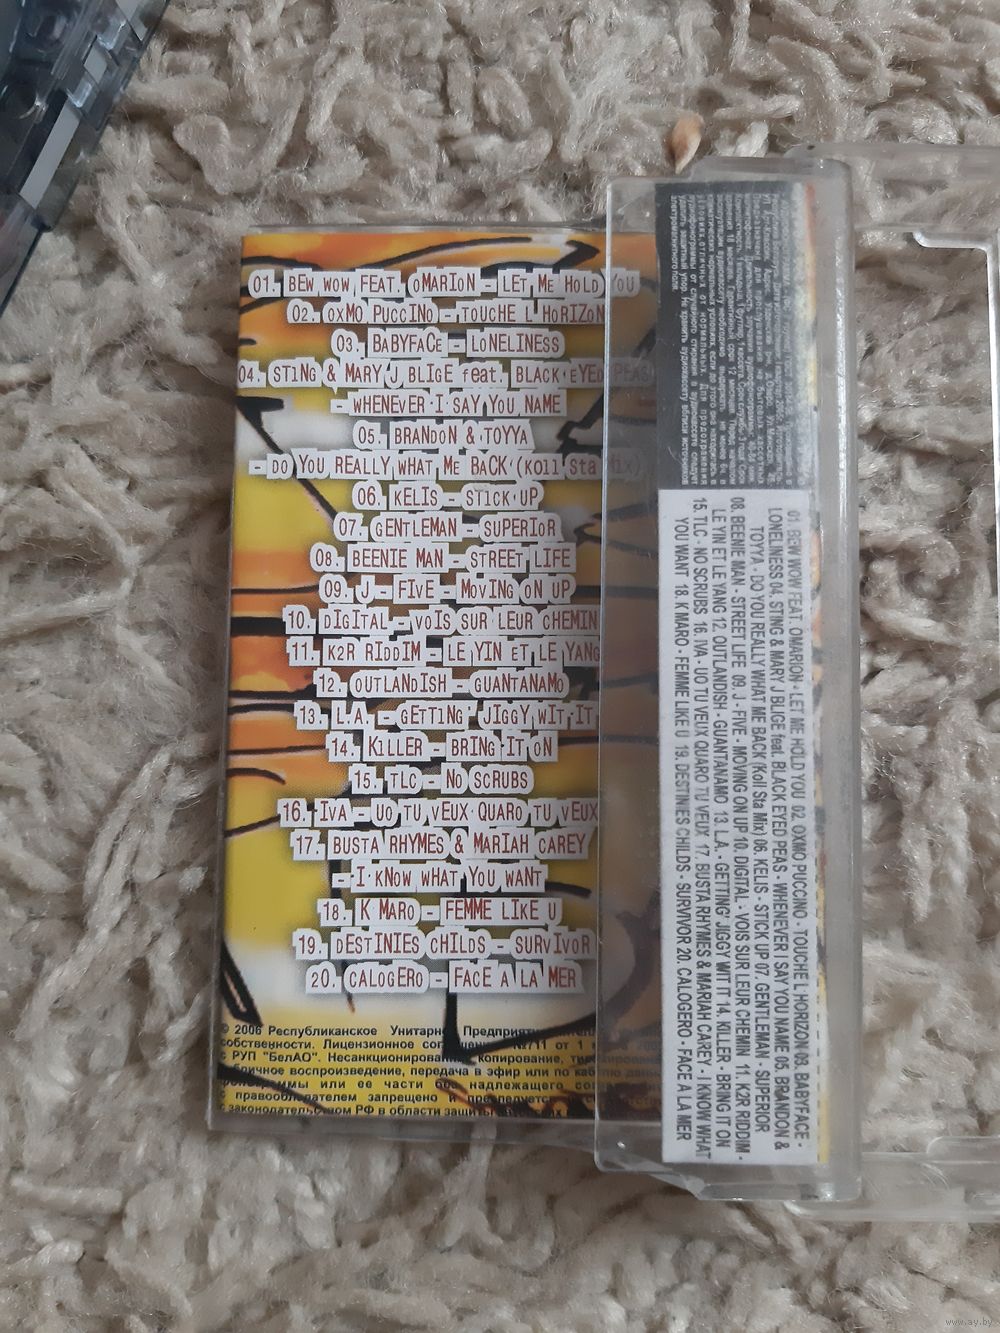 01. BEW WOW FEAT. OMARION - LET ME HOLD YOU
02. OXMO PUCCINO - TOUCHE L HORIZON
03. BABYFACE - LONELINESS
04. STING & MARY J BLIGE feat. BLACK EYED PEAS
- WHENEVER I SAY YOU NAME
05. BRANDON & TOYYA
- DO YOU REALLY WHAT ME BACK (Koll Sta Mix)
06. KELIS - STICK UP
07. GENTLEMAN - SUPERIOR
08. BEENIE MAN - STREET LIFE
09. J - FIVE - MOVING ON UP
10. DIGITAL - VOIS SUR LEUR CHEMIN
11. K2R RIDDIM - LE YIN ET LE YANG
12. OUTLANDISH - GUANTANAMO
13. L.A. - GETTING' JIGGY WIT IT
14. KILLER - BRING IT ON
15. TLC - NO SCRUBS
16. IVA - UO TU VEUX QUARO TU VEUX
17. BUSTA RHYMES & MARIAH CAREY
- I KNOW WHAT YOU WANT
18. K MARO - FEMME LIKE U
19. DESTINIES CHILDS - SURVIVOR
20. CALOGERO - FACE A LA MER
© 2006 Республиканское Унитарное Предприятие
собственности. Лицензионное №711 от 1
с РУП "БелАО". Несанкционированное копирование,
публичное воспроизведение, передача в эфир или по
или ее части без надлежащего
с правообладателем запрещено и преследуется
с законодательством РФ в области защиты
01. BEW WOW FEAT. OMARION - LET ME HOLD YOU 02. OXMO PUCCINO - TOUCHE L HORIZON 03. BABYFACE -
LONELINESS 04. STING & MARY J BLIGE feat. BLACK EYED PEAS - WHENEVER I SAY YOU NAME 05. BRANDON &
TOYYA - DO YOU REALLY WHAT ME BACK (Koll Sta Mix) 06. KELIS - STICK UP 07. GENTLEMAN - SUPERIOR
08. BEENIE MAN - STREET LIFE 09. J - FIVE - MOVING ON UP 10. DIGITAL - VOIS SUR LEUR CHEMIN 11. K2R RIDDIM -
LE YIN ET LE YANG 12. OUTLANDISH - GUANTANAMO 13. L.A. - GETTING' JIGGY WIT IT 14. KILLER - BRING IT ON
15. TLC - NO SCRUBS 16. IVA - UO TU VEUX QUARO TU VEUX 17. BUSTA RHYMES & MARIAH CAREY - I KNOW WHAT
YOU WANT 18. K MARO - FEMME LIKE U 19. DESTINIES CHILDS - SURVIVOR 20. CALOGERO - FACE A LA MER
www.ay.by